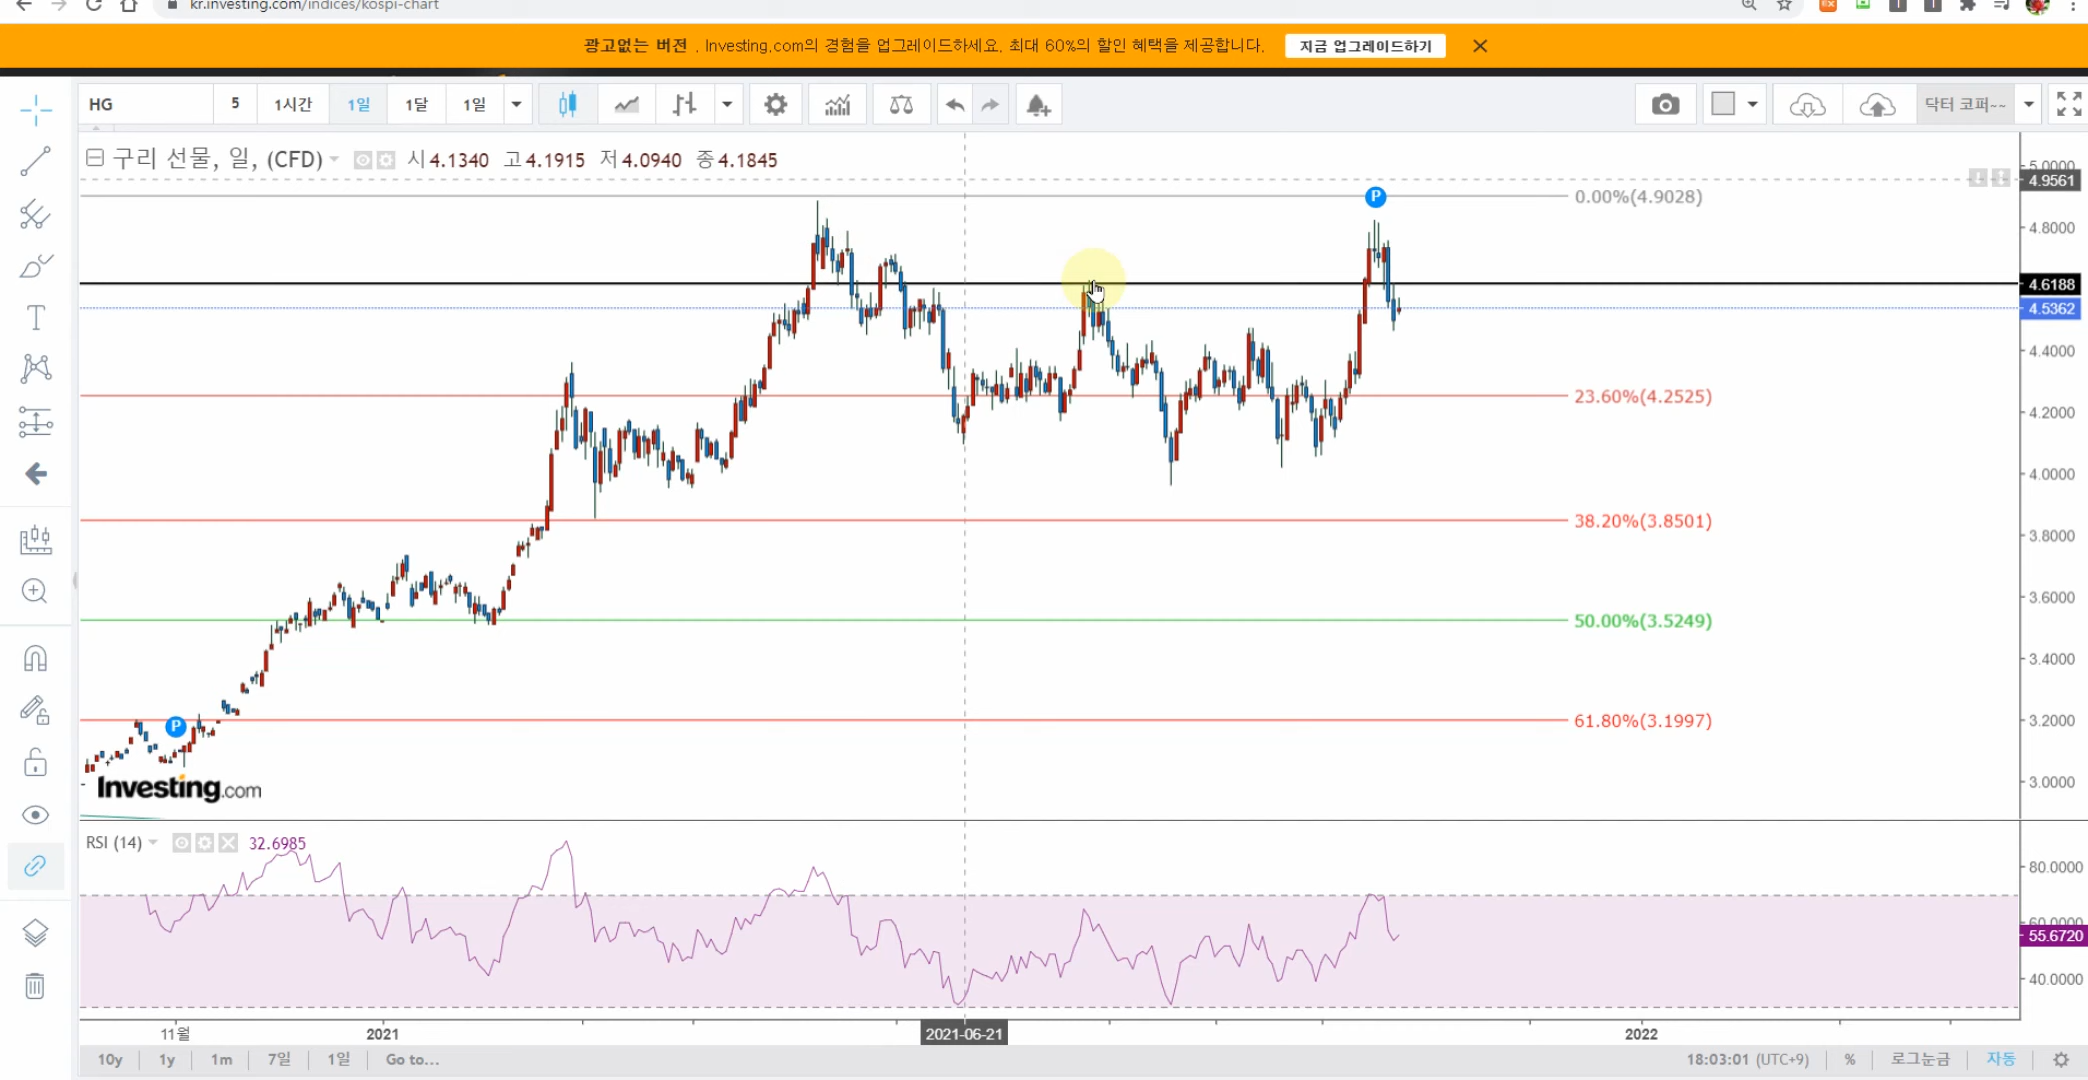 kr.investing.com/indices/kospi-chart
광고없는 버전 . Investing.com의 경험을 업그레이드하세요. 최대 60%의 할인 혜택을 제공합니다. 지금 업그레이드하기
HG 5 1시간 1일 1달 1일 닥터 코퍼~~
구리 선물, 일, (CFD) 시4.1340 고4.1915 저4.0940 종4.1845
5.0000
4.9561
0.00%(4.9028)
P
4.8000
4.6188
4.5362
4.4000
23.60%(4.2525)
4.2000
4.0000
38.20%(3.8501)
3.8000
3.6000
50.00%(3.5249)
3.4000
61.80%(3.1997)
3.2000
P
3.0000
Investing.com
RSI (14) 32.6985
80.0000
60.0000
55.6720
40.0000
11월 2021 2021-06-21 2022
10y 1y 1m 7일 1일 Go to... 18:03:01 (UTC+9) % 로그눈금 자동